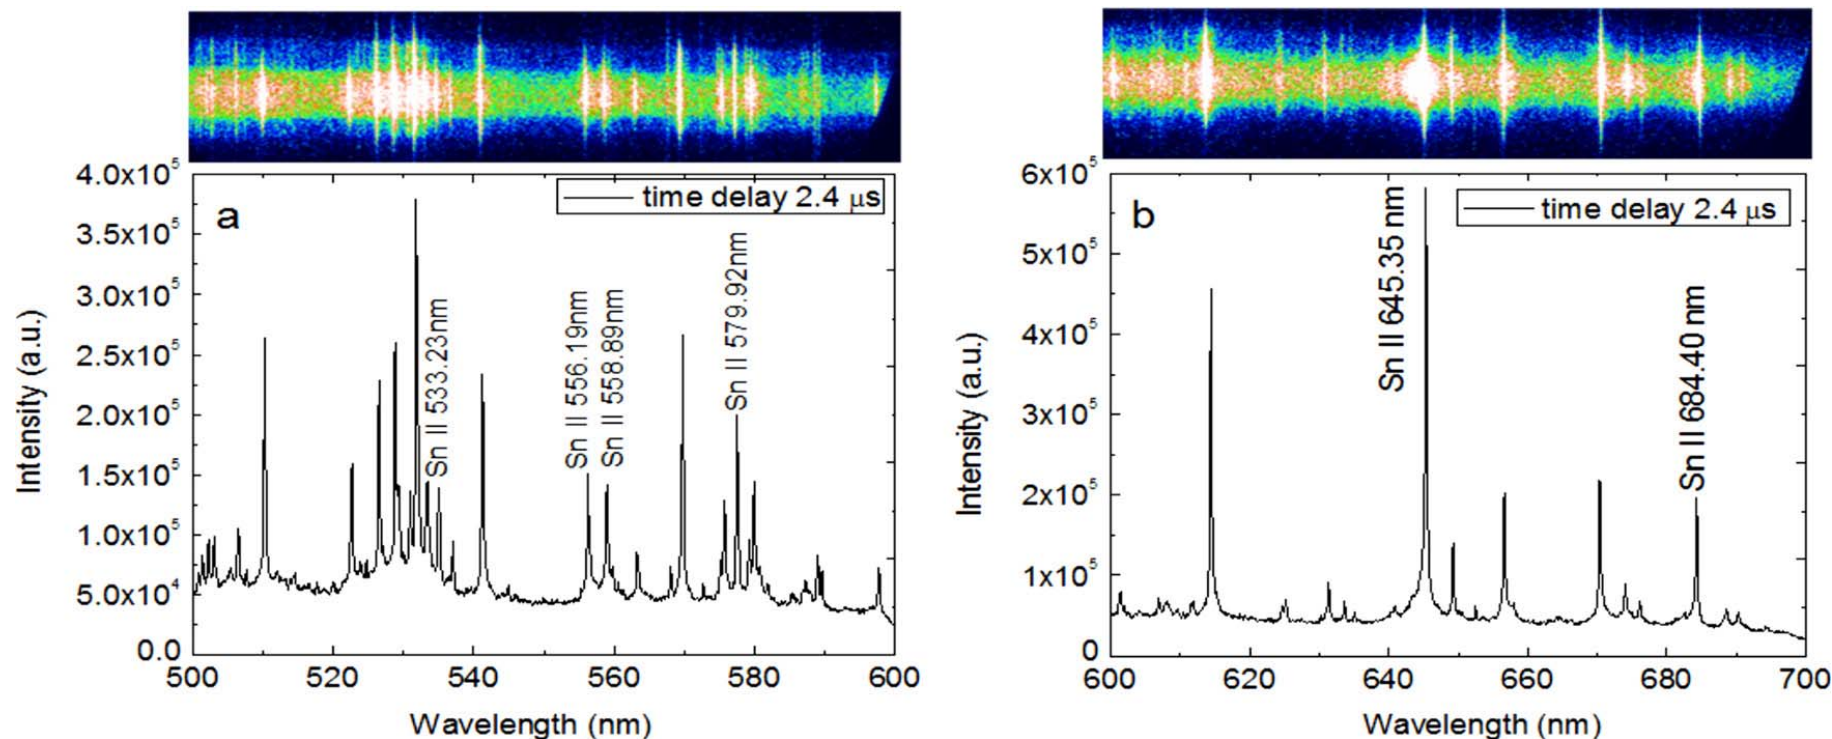 4.0x10⁵
3.5x10⁵
3.0x10⁵
2.5x10⁵
2.0x10⁵
1.5x10⁵
1.0x10⁵
5.0x10⁴
0.0
Intensity (a.u.)
a
time delay 2.4 μs
Sn II 533.23nm
Sn II 556.19nm
Sn II 558.89nm
Sn II 579.92nm
500 520 540 560 580 600
Wavelength (nm)
6x10⁵
5x10⁵
4x10⁵
3x10⁵
2x10⁵
1x10⁵
0
Intensity (a.u.)
b
time delay 2.4 μs
Sn II 645.35 nm
Sn II 684.40 nm
600 620 640 660 680 700
Wavelength (nm)